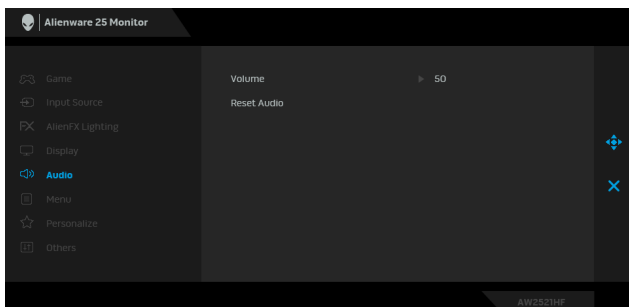 Alienware 25 Monitor
Game
Input Source
AlienFX Lighting
Display
Audio
Menu
Personalize
Others
Volume 50
Reset Audio
AW2521HF